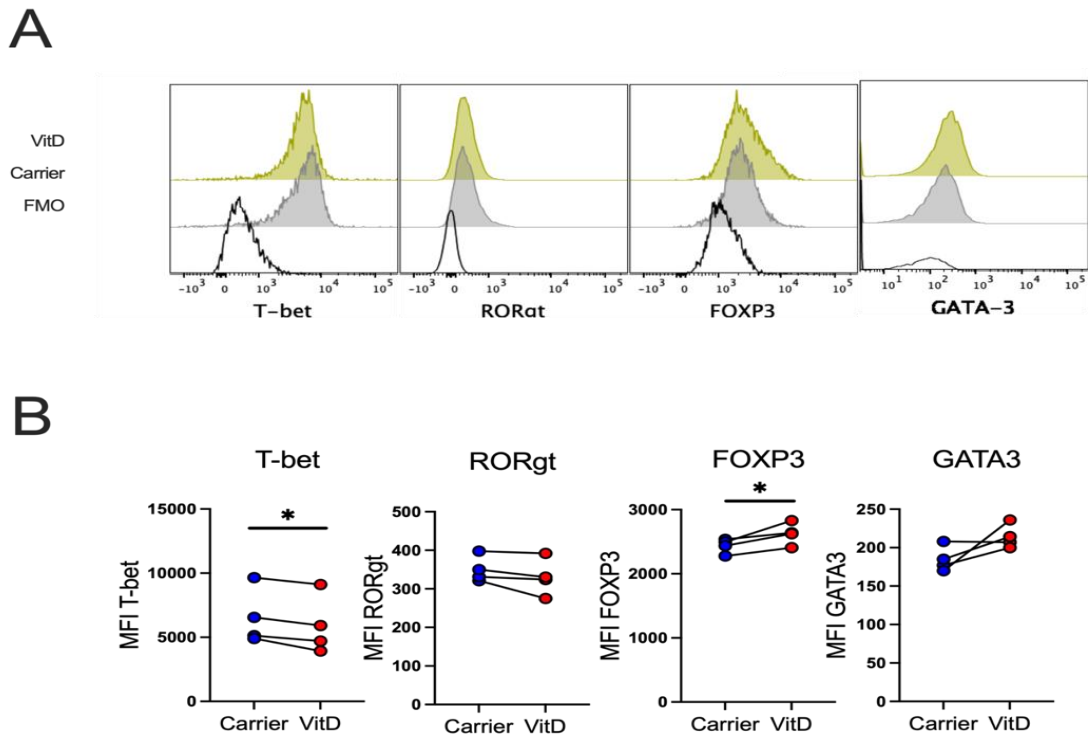 A
VitD
Carrier
FMO
-10³ 0 10³ 10⁴ 10⁵
T-bet
-10³ 0 10³ 10⁴ 10⁵
RORgt
-10³ 0 10³ 10⁴ 10⁵
FOXP3
10¹ 10² 10³ 10⁴ 10⁵
GATA-3
B
T-bet
*
MFI T-bet
15000
10000
5000
0
Carrier VitD
RORgt
MFI RORgt
500
400
300
200
100
0
Carrier VitD
FOXP3
*
MFI FOXP3
3000
2000
1000
0
Carrier VitD
GATA3
MFI GATA3
250
200
150
100
50
0
Carrier VitD